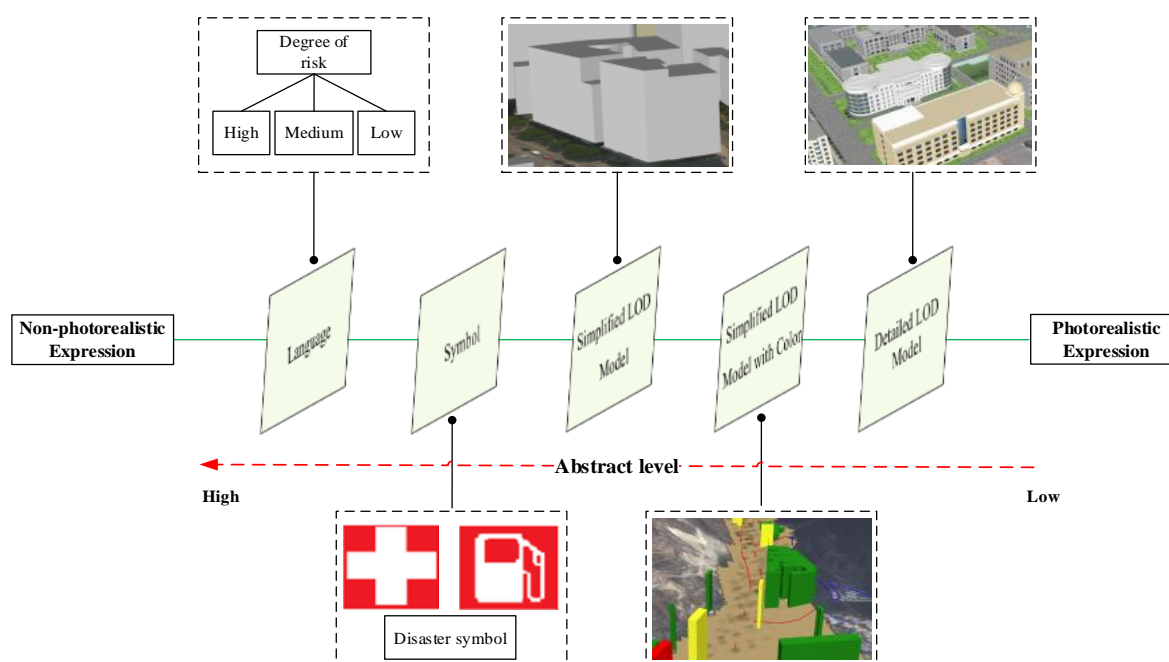 Degree of
risk
High
Medium
Low
Non-photorealistic
Expression
Language
Symbol
Simplified LOD
Model
Simplified LOD
Model with Color
Detailed LOD
Model
Photorealistic
Expression
Abstract level
High
Low
Disaster symbol